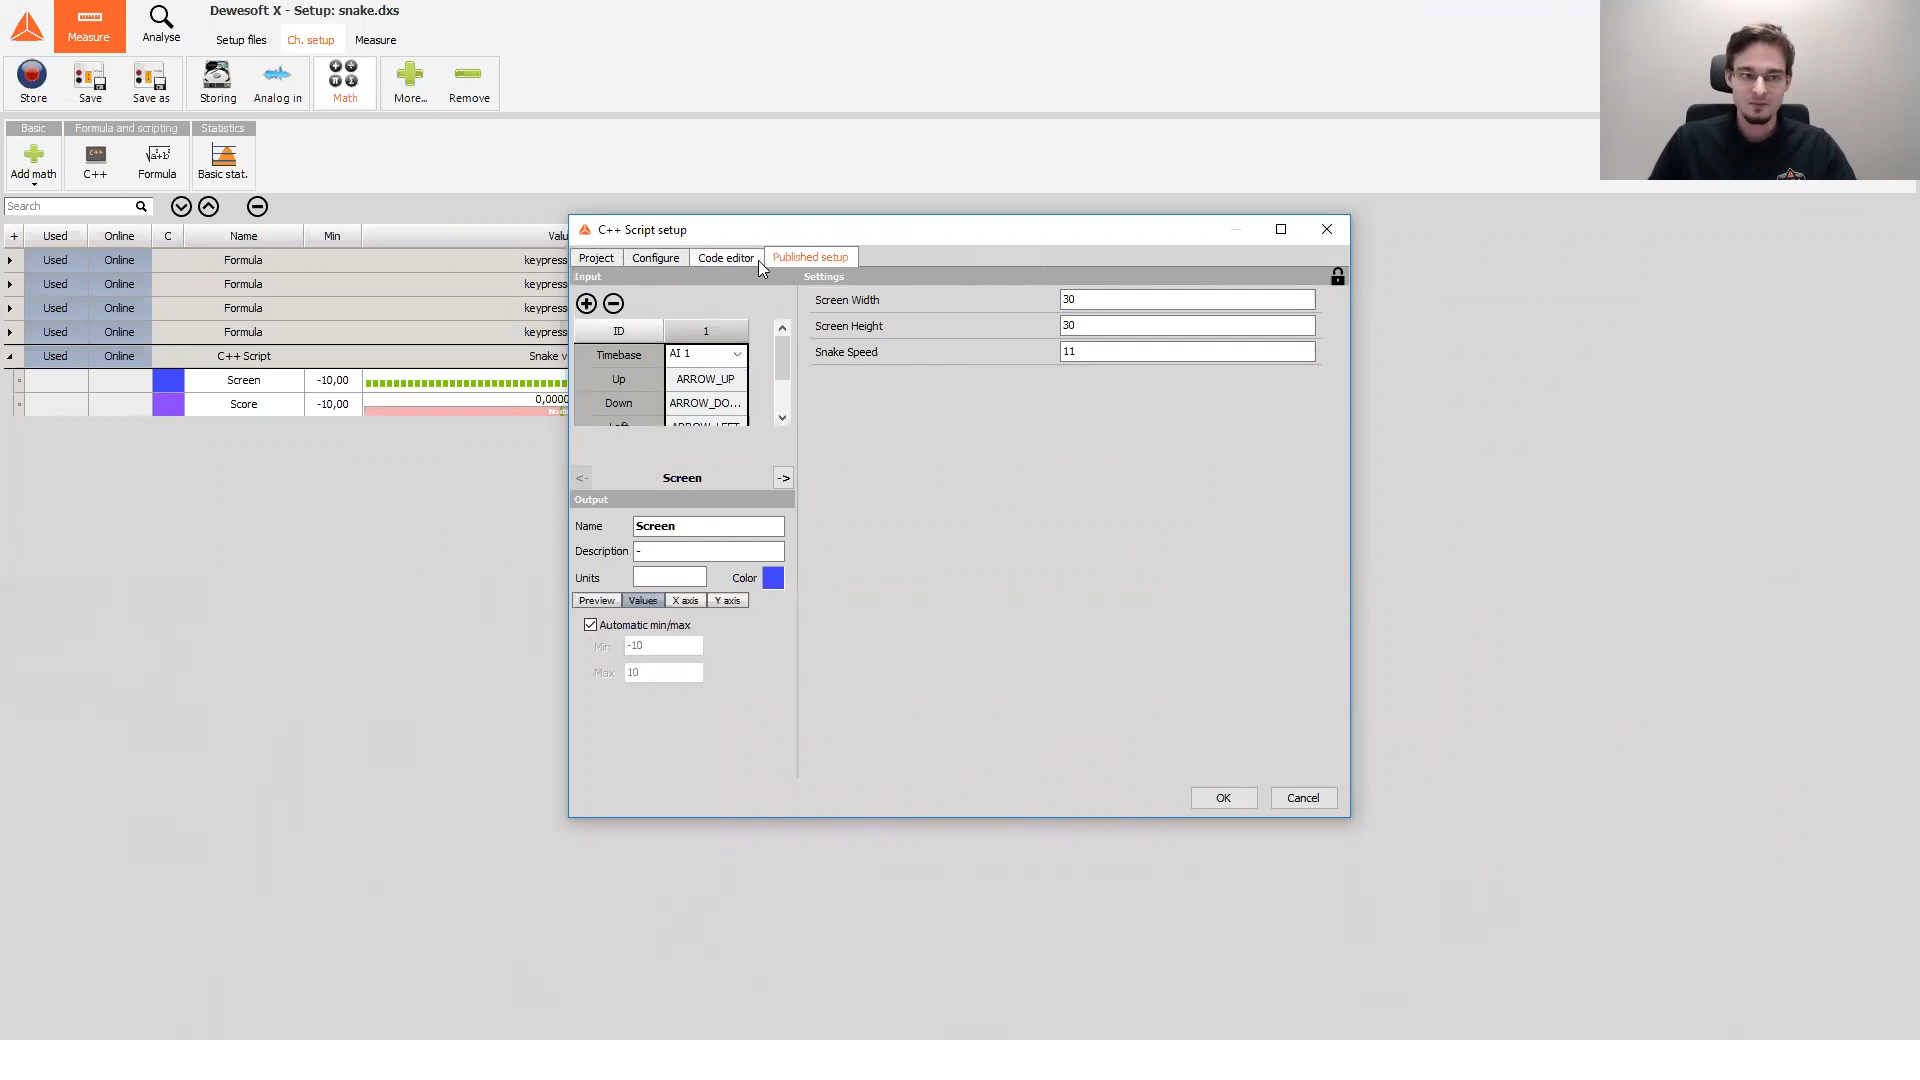 Dewesoft X - Setup: snake.dxs
Measure
Analyse
Setup files
Ch. setup
Measure
Store
Save
Save as
Storing
Analog in
Math
More...
Remove
Basic
Formula and scripting
Statistics
C++
√a²+b²
Add math
C++
Formula
Basic stat.
Search
+ Used Online C Name Min Valu
Used Online Formula keypress
Used Online Formula keypress
Used Online Formula keypress
Used Online Formula keypress
Used Online C++ Script Snake v
Screen -10,00
Score -10,00 0,0000
C++ Script setup
Project Configure Code editor Published setup
Input
Settings
ID 1
Timebase AI 1
Up ARROW_UP
Down ARROW_DO...
Left ARROW_LEFT
Screen Width 30
Screen Height 30
Snake Speed 11
<- Screen ->
Output
Name Screen
Description -
Units Color
Preview Values X axis Y axis
Automatic min/max
Min -10
Max 10
OK Cancel